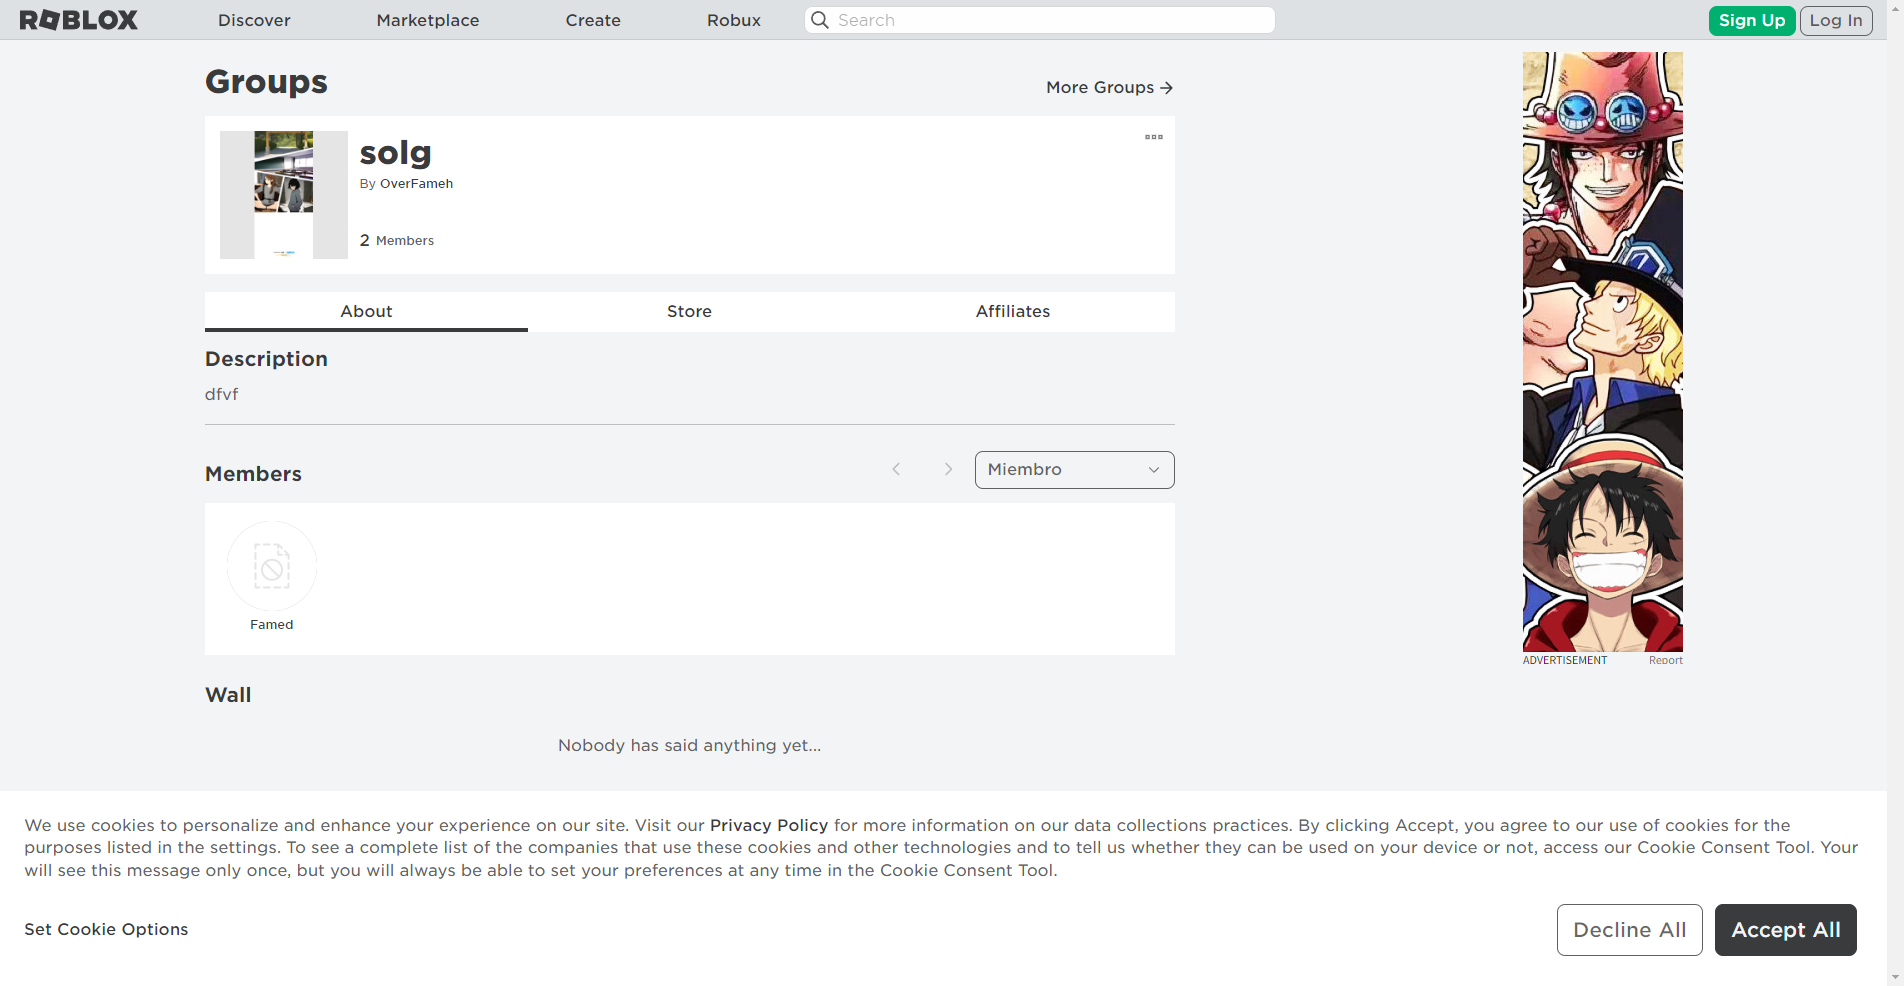 ROBLOX Discover Marketplace Create Robux Search Sign Up Log In
Groups
More Groups
solg
By OverFameh
2 Members
About Store Affiliates
Description
dfvf
Members
Miembro
Famed
Wall
Nobody has said anything yet...
ADVERTISEMENT Report
We use cookies to personalize and enhance your experience on our site. Visit our Privacy Policy for more information on our data collections practices. By clicking Accept, you agree to our use of cookies for the
purposes listed in the settings. To see a complete list of the companies that use these cookies and other technologies and to tell us whether they can be used on your device or not, access our Cookie Consent Tool. Your
will see this message only once, but you will always be able to set your preferences at any time in the Cookie Consent Tool.
Set Cookie Options
Decline All Accept All